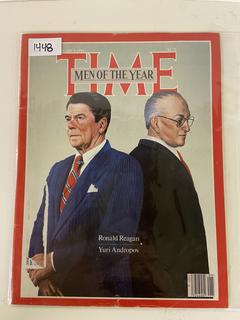 1448
TIME
MEN OF THE YEAR
Ronald Reagan
Yuri Andropov